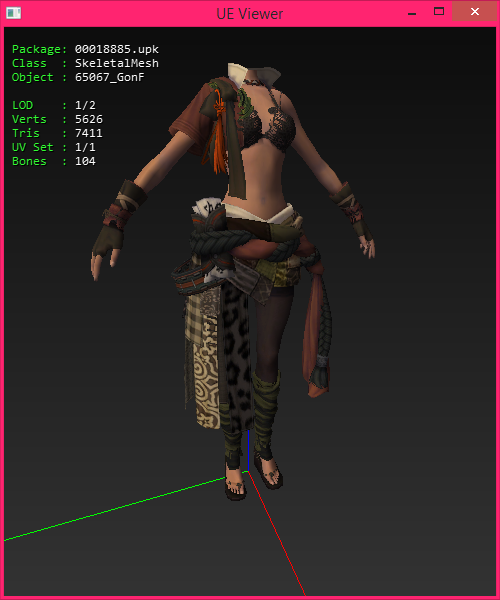 UE Viewer
Package: 00018885.upk
Class  : SkeletalMesh
Object : 65067_GonF
LOD    : 1/2
Verts  : 5626
Tris   : 7411
UV Set : 1/1
Bones  : 104